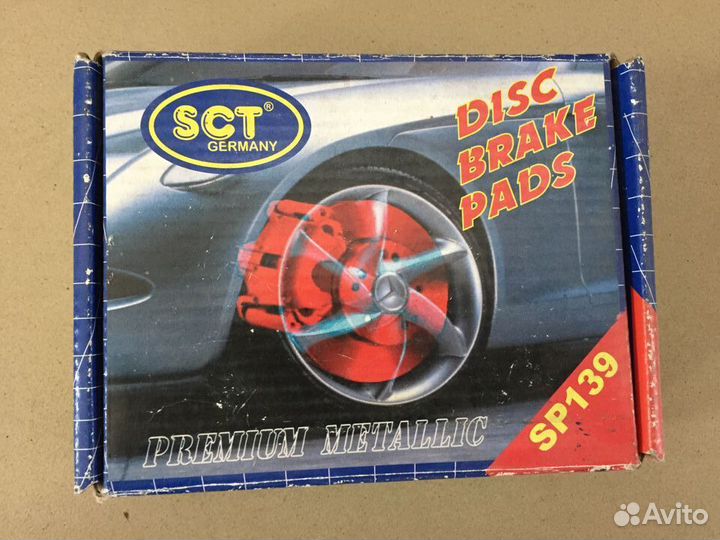 SCT®
GERMANY
DISC
BRAKE
PADS
PREMIUM METALLIC
SP139
Avito